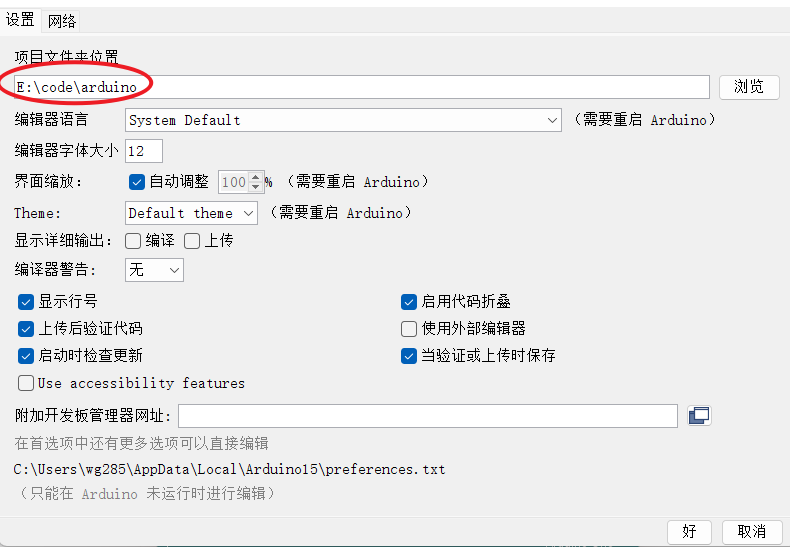 设置 网络
项目文件夹位置
E:\code\arduino 浏览
编辑器语言 System Default （需要重启 Arduino）
编辑器字体大小 12
界面缩放： 自动调整 100 % （需要重启 Arduino）
Theme: Default theme （需要重启 Arduino）
显示详细输出： 编译 上传
编译器警告: 无
显示行号 启用代码折叠
上传后验证代码 使用外部编辑器
启动时检查更新 当验证或上传时保存
Use accessibility features
附加开发板管理器网址:
在首选项中还有更多选项可以直接编辑
C:\Users\wg285\AppData\Local\Arduino15\preferences.txt
（只能在 Arduino 未运行时进行编辑）
好 取消